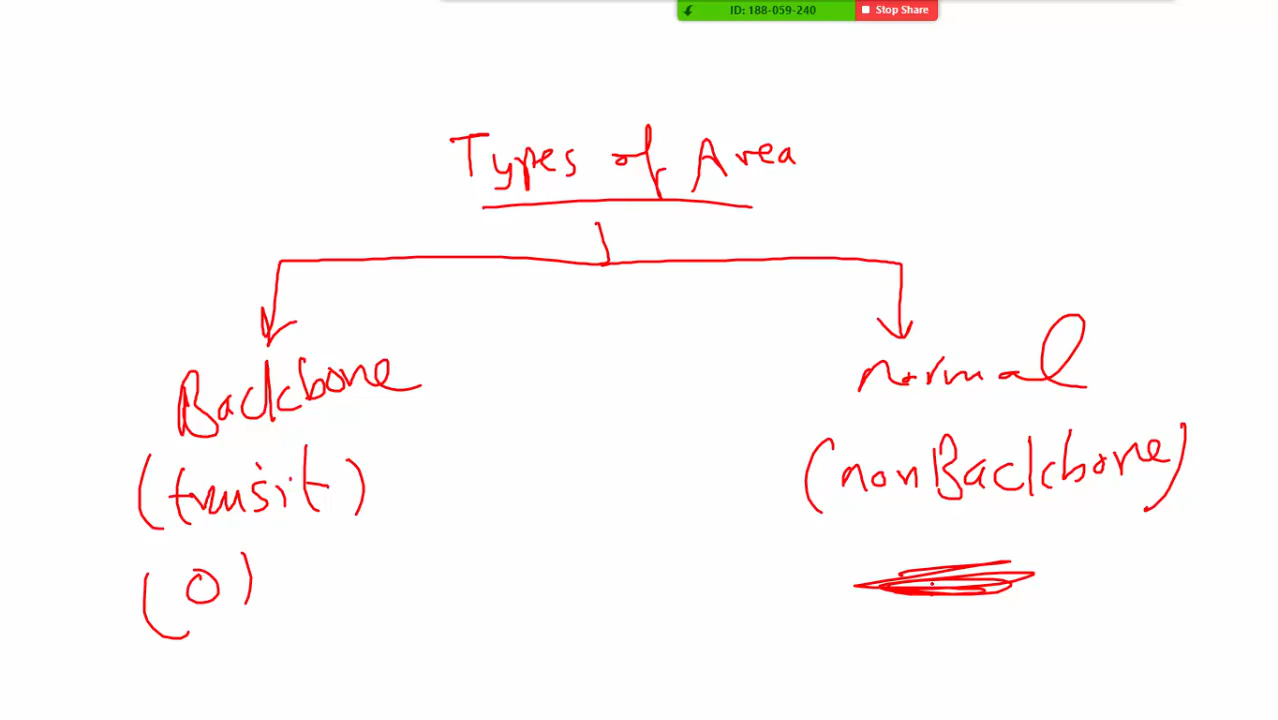 ID: 188-059-240 Stop Share
Types of Area
Backbone
normal
(transit)
(nonBackbone)
(0)